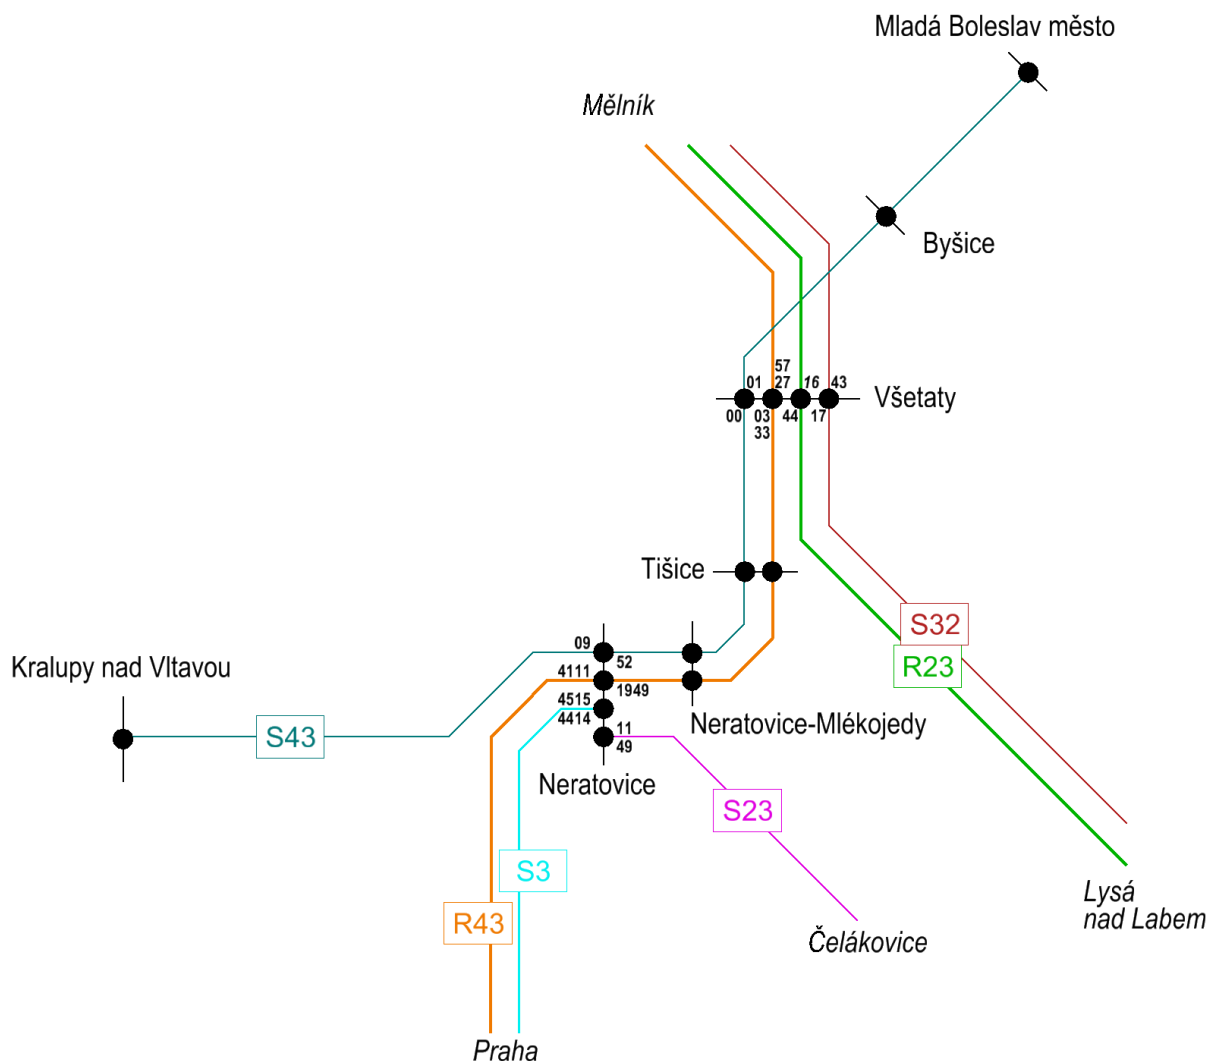 Mladá Boleslav město
Mělník
Byšice
57
01 27 16 43
Všetaty
00 03 44 17
33
Tišice
09
52
Kralupy nad Vltavou
4111
1949
4515
4414
11
49
Neratovice-Mlékojedy
Neratovice
S32
R23
S43
S23
S3
R43
Lysá
nad Labem
Čelákovice
Praha